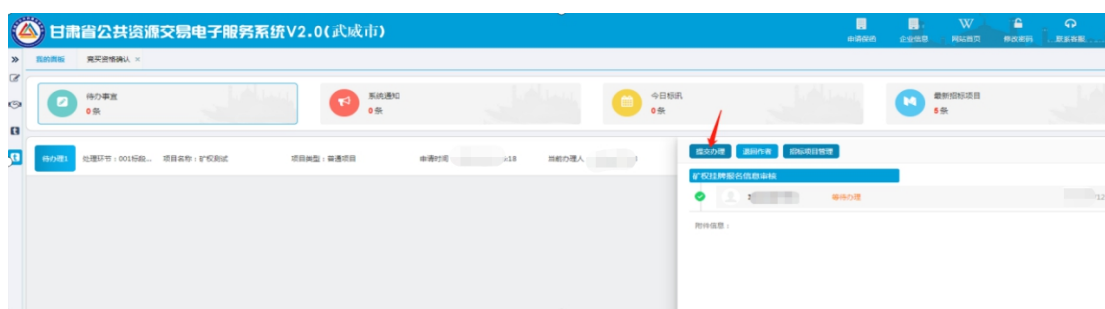 甘肃省公共资源交易电子服务系统V2.0(武威市)
申请保函 企业信息 网站首页 修改密码 联系客服
我的面板 竞买资格确认 ×
待办事宜
0条
系统通知
0条
今日标讯
0条
最新招标项目
5条
待办理1 处理环节：001标段... 项目名称：矿权测试 项目类型：普通项目 申请时间 :18 当前办理人
提交办理 退回作者 招标项目管理
矿权挂牌报名信息审核
等待办理 /12
附件信息：